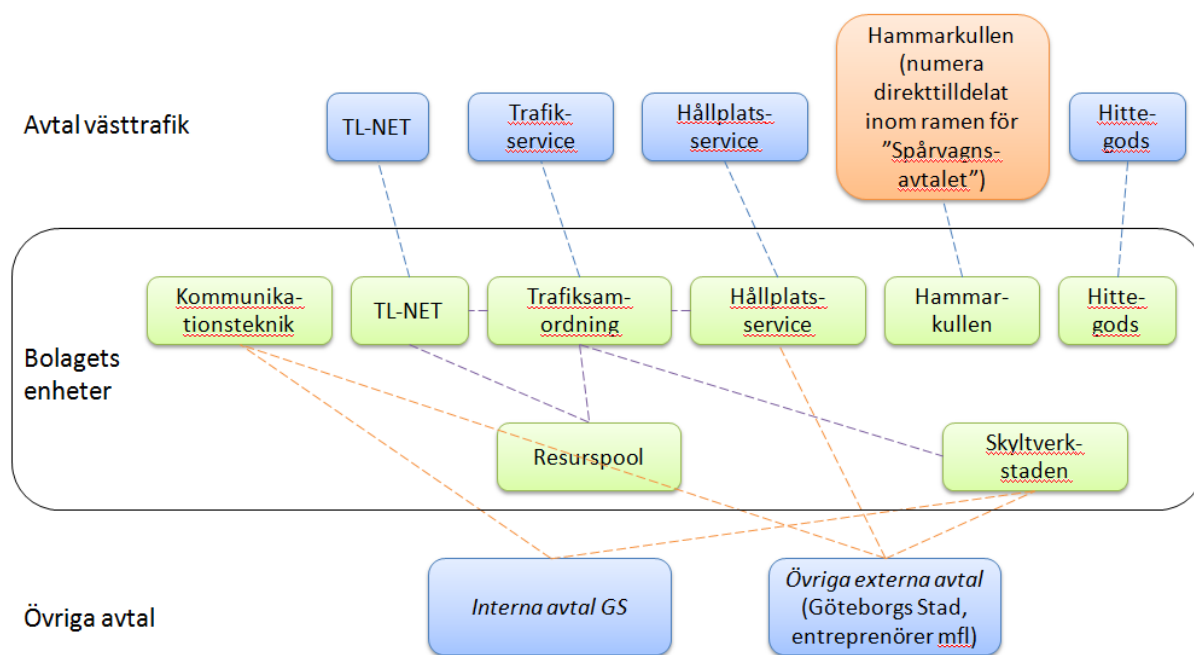 Avtal västtrafik
TL-NET
Trafik-
service
Hållplats-
service
Hammarkullen
(numera
direkttilldelat
inom ramen för
”Spårvagns-
avtalet”)
Hitte-
gods
Bolagets
enheter
Kommunika-
tionsteknik
TL-NET
Trafiksam-
ordning
Hållplats-
service
Hammar-
kullen
Hitte-
gods
Resurspool
Skyltverk-
staden
Övriga avtal
Interna avtal GS
Övriga externa avtal
(Göteborgs Stad,
entreprenörer mfl)